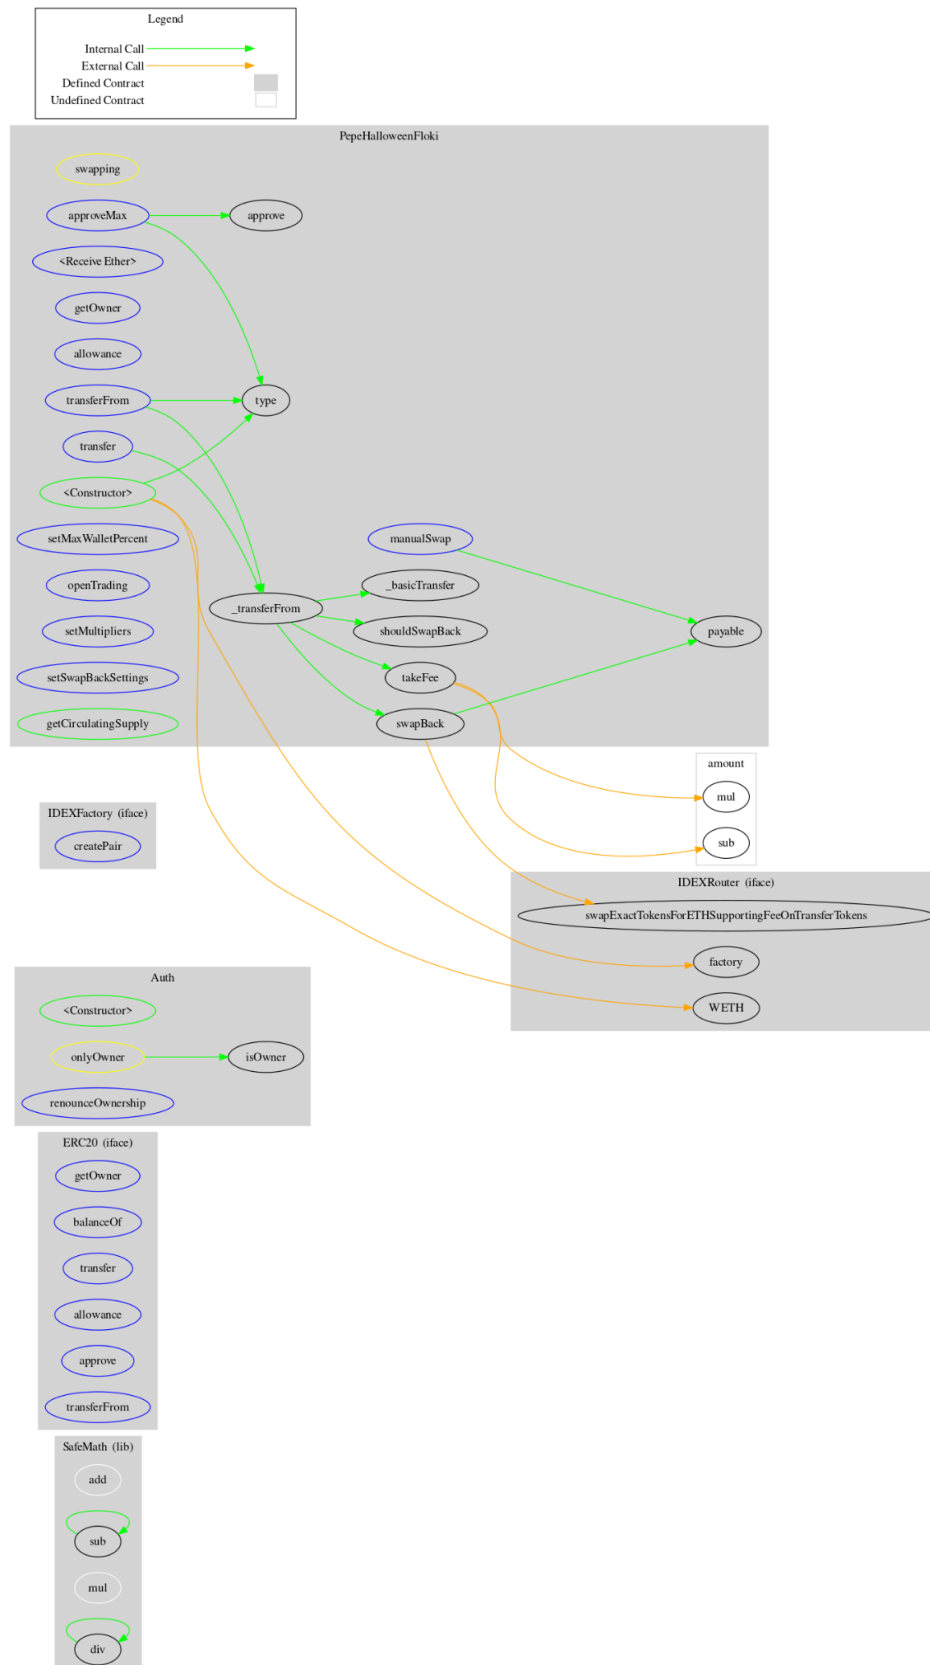 Legend
Internal Call
External Call
Defined Contract
Undefined Contract
PepeHalloweenFloki
swapping
approveMax
approve
<Receive Ether>
getOwner
allowance
transferFrom
type
transfer
<Constructor>
setMaxWalletPercent
manualSwap
openTrading
_basicTransfer
_transferFrom
setMultipliers
shouldSwapBack
payable
setSwapBackSettings
takeFee
getCirculatingSupply
swapBack
amount
mul
sub
IDEXFactory (iface)
createPair
IDEXRouter (iface)
swapExactTokensForETHSupportingFeeOnTransferTokens
factory
WETH
Auth
<Constructor>
onlyOwner
isOwner
renounceOwnership
ERC20 (iface)
getOwner
balanceOf
transfer
allowance
approve
transferFrom
SafeMath (lib)
add
sub
mul
div